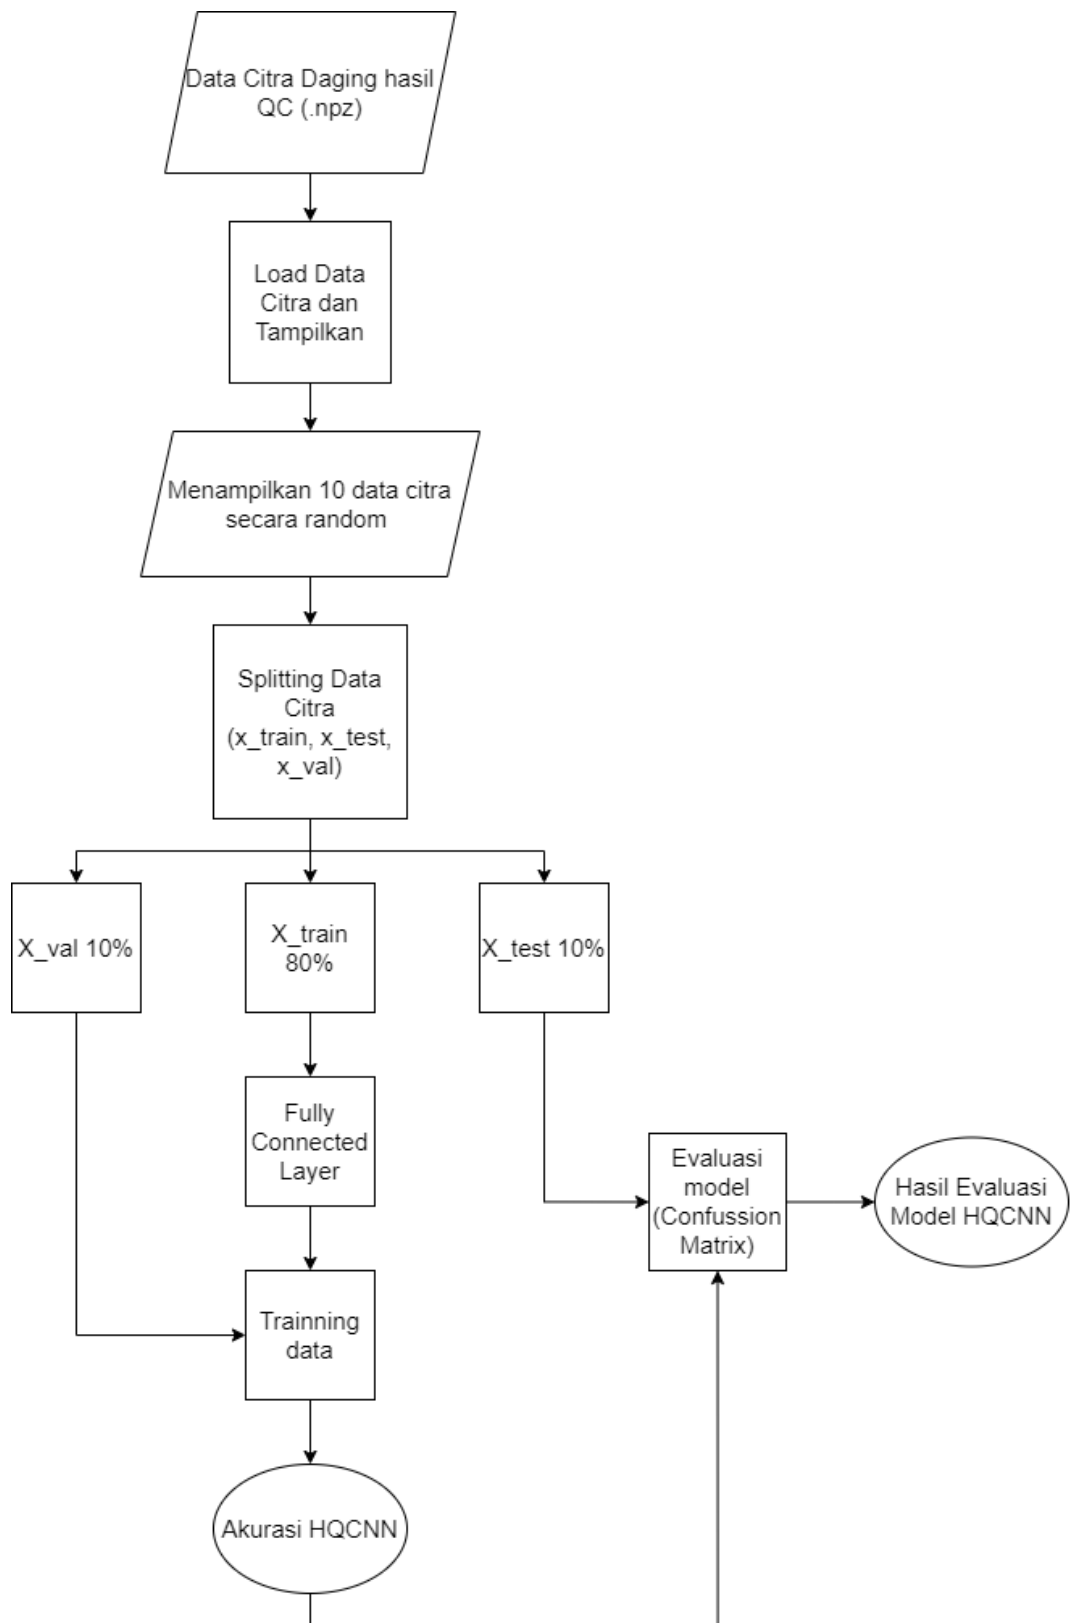 Data Citra Daging hasil
QC (.npz)
Load Data
Citra dan
Tampilkan
Menampilkan 10 data citra
secara random
Splitting Data
Citra
(x_train, x_test,
x_val)
X_val 10%
X_train
80%
X_test 10%
Fully
Connected
Layer
Evaluasi
model
(Confussion
Matrix)
Hasil Evaluasi
Model HQCNN
Trainning
data
Akurasi HQCNN